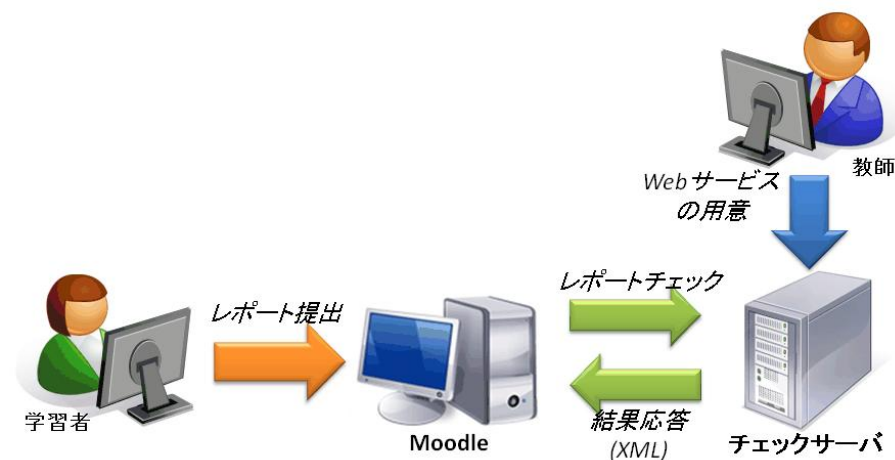 教師
Webサービス
の用意
レポート提出
レポートチェック
学習者
Moodle
結果応答
(XML)
チェックサーバ